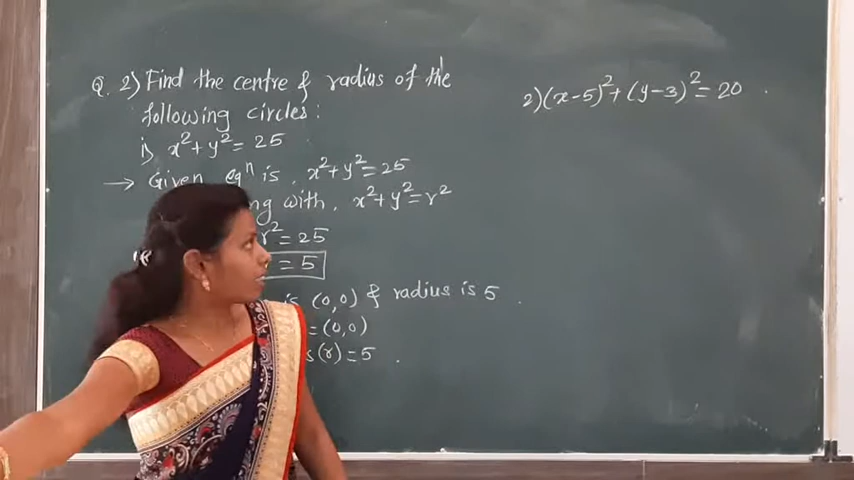 Q. 2) Find the centre & radius of the
following circles:
i) x²+y² = 25
→ Given eqⁿ is, x²+y²=25
with, x²+y²=r²
r²=25
= 5
is (0,0) & radius is 5
=(0,0)
(r) =5
2) (x-5)²+(y-3)² = 20